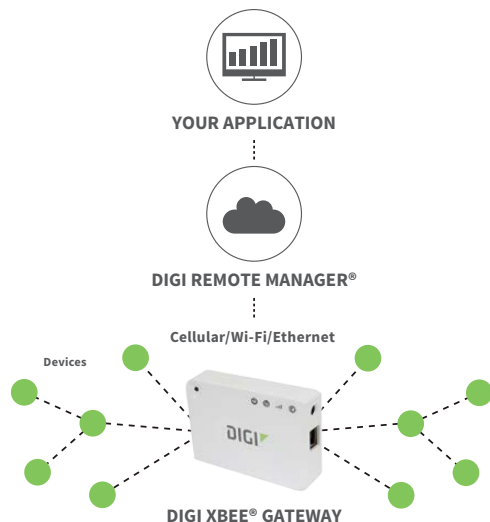 YOUR APPLICATION
DIGI REMOTE MANAGER®
Cellular/Wi-Fi/Ethernet
Devices
DIGI
DIGI XBEE® GATEWAY